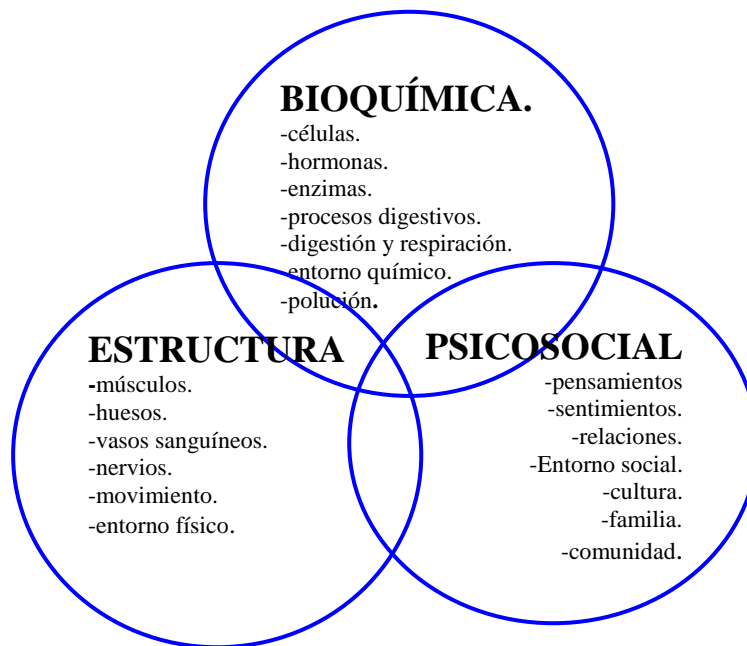 BIOQUÍMICA.
-células.
-hormonas.
-enzimas.
-procesos digestivos.
-digestión y respiración.
-entorno químico.
-polución.
ESTRUCTURA
-músculos.
-huesos.
-vasos sanguíneos.
-nervios.
-movimiento.
-entorno físico.
PSICOSOCIAL
-pensamientos
-sentimientos.
-relaciones.
-Entorno social.
-cultura.
-familia.
-comunidad.